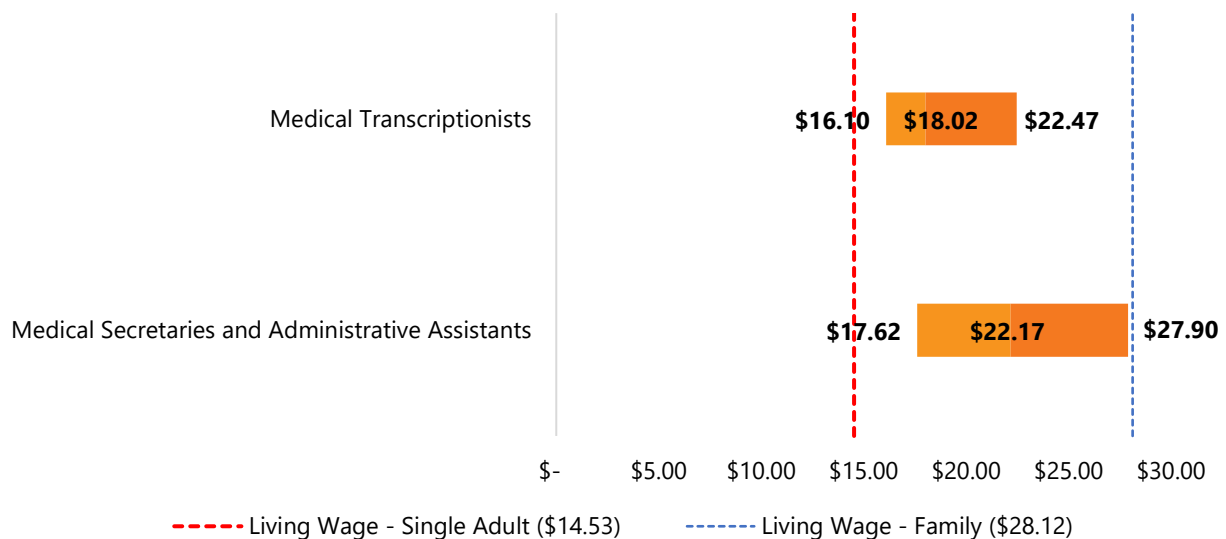 Medical Transcriptionists
$16.10 $18.02 $22.47
Medical Secretaries and Administrative Assistants
$17.62 $22.17 $27.90
$- $5.00 $10.00 $15.00 $20.00 $25.00 $30.00
Living Wage - Single Adult ($14.53) Living Wage - Family ($28.12)